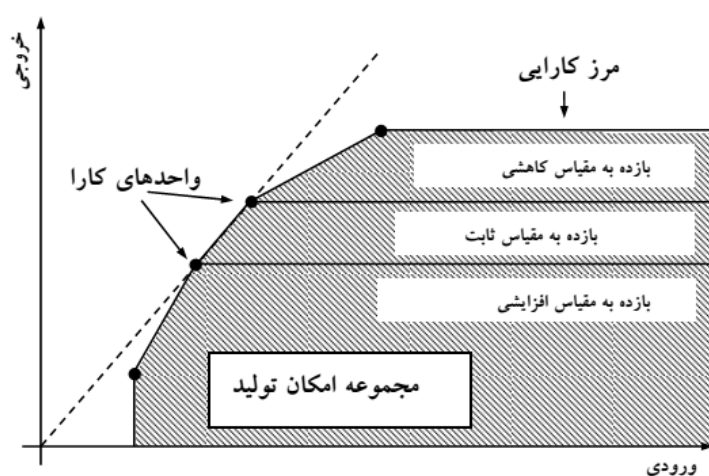 خروجی
مرز کارایی
واحدهای کارا
بازده به مقیاس کاهشی
بازده به مقیاس ثابت
بازده به مقیاس افزایشی
مجموعه امکان تولید
ورودی